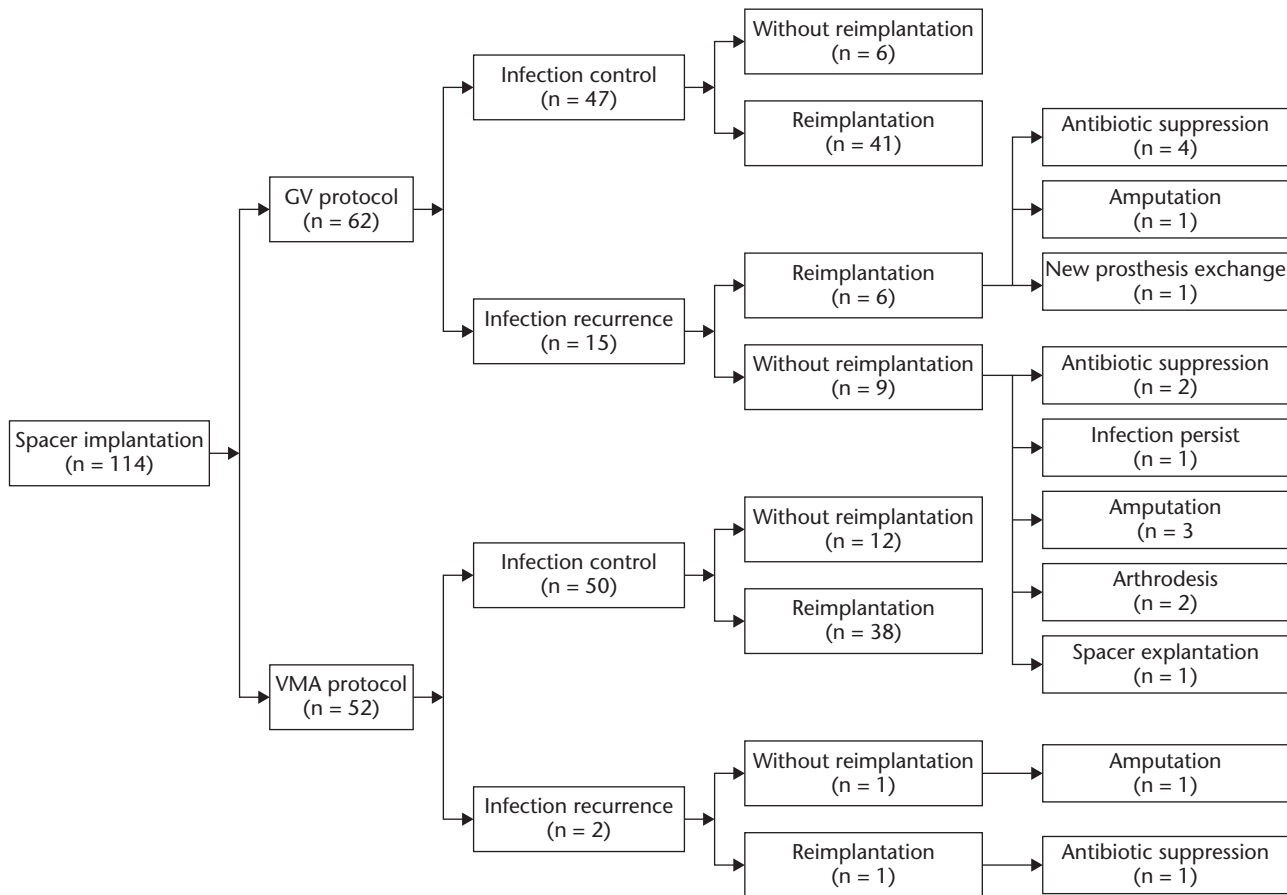 Spacer implantation
(n = 114)
GV protocol
(n = 62)
Infection control
(n = 47)
Without reimplantation
(n = 6)
Reimplantation
(n = 41)
Infection recurrence
(n = 15)
Reimplantation
(n = 6)
Antibiotic suppression
(n = 4)
Amputation
(n = 1)
New prosthesis exchange
(n = 1)
Without reimplantation
(n = 9)
Antibiotic suppression
(n = 2)
Infection persist
(n = 1)
Amputation
(n = 3
Arthrodesis
(n = 2)
Spacer explantation
(n = 1)
VMA protocol
(n = 52)
Infection control
(n = 50)
Without reimplantation
(n = 12)
Reimplantation
(n = 38)
Infection recurrence
(n = 2)
Without reimplantation
(n = 1)
Amputation
(n = 1)
Reimplantation
(n = 1)
Antibiotic suppression
(n = 1)